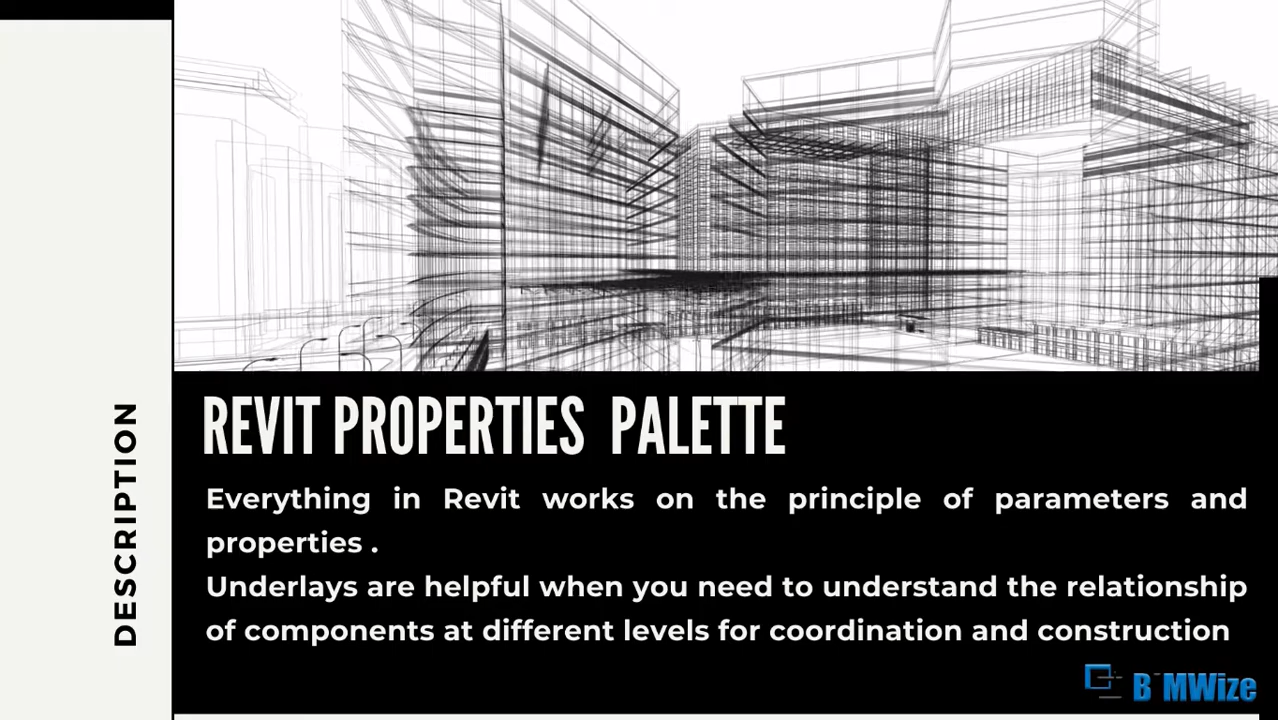 DESCRIPTION
REVIT PROPERTIES PALETTE
Everything in Revit works on the principle of parameters and
properties .
Underlays are helpful when you need to understand the relationship
of components at different levels for coordination and construction
BIMWize